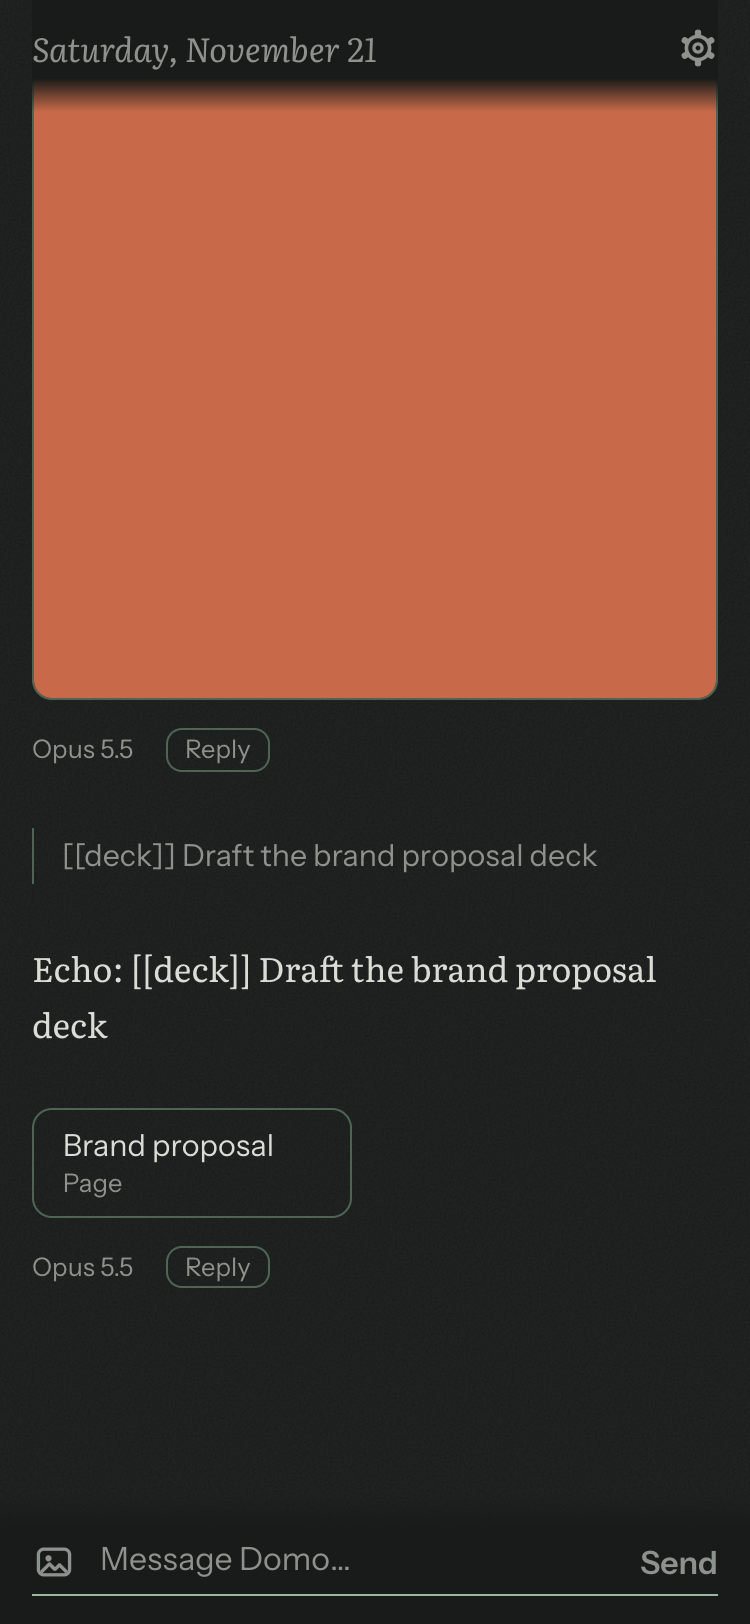 Saturday, November 21
Opus 5.5
Reply
[[deck]] Draft the brand proposal deck
Echo: [[deck]] Draft the brand proposal
deck
Brand proposal
Page
Opus 5.5
Reply
Message Domo...
Send